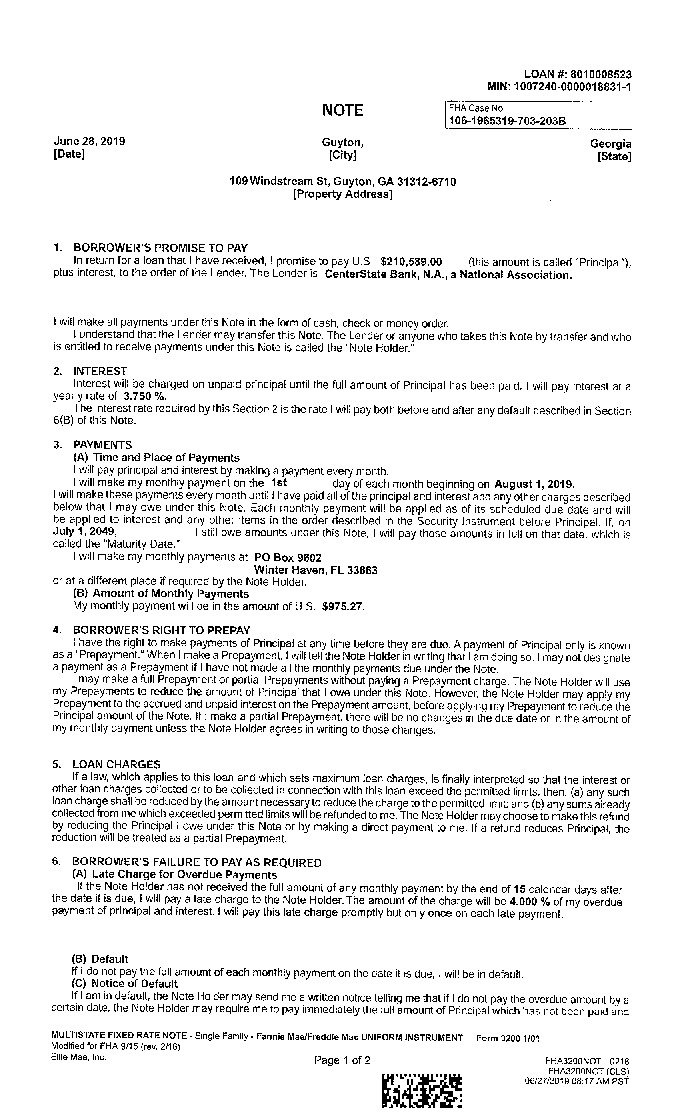 LOAN #: 8010008523
MIN: 1007240-0000018831-1
NOTE
FHA Case No
106-1965319-703-203B
June 28, 2019 Guyton, Georgia
[Date] [City] [State]
109 Windstream St, Guyton, GA 31312-6710
[Property Address]
1. BORROWER'S PROMISE TO PAY
In return for a loan that I have received, I promise to pay U.S. $210,589.00 (this amount is called "Principal"),
plus interest, to the order of the Lender. The Lender is CenterState Bank, N.A., a National Association.
I will make all payments under this Note in the form of cash, check or money order.
I understand that the Lender may transfer this Note. The Lender or anyone who takes this Note by transfer and who
is entitled to receive payments under this Note is called the "Note Holder."
2. INTEREST
Interest will be charged on unpaid principal until the full amount of Principal has been paid. I will pay interest at a
yearly rate of 3.750 %.
The interest rate required by this Section 2 is the rate I will pay both before and after any default described in Section
6(B) of this Note.
3. PAYMENTS
(A) Time and Place of Payments
I will pay principal and interest by making a payment every month.
I will make my monthly payment on the 1st day of each month beginning on August 1, 2019.
I will make these payments every month until I have paid all of the principal and interest and any other charges described
below that I may owe under this Note. Each monthly payment will be applied as of its scheduled due date and will
be applied to interest and any other items in the order described in the Security Instrument before Principal. If, on
July 1, 2049, I still owe amounts under this Note, I will pay those amounts in full on that date, which is
called the "Maturity Date."
I will make my monthly payments at PO Box 9602
Winter Haven, FL 33883
or at a different place if required by the Note Holder.
(B) Amount of Monthly Payments
My monthly payment will be in the amount of U.S. $975.27.
4. BORROWER'S RIGHT TO PREPAY
I have the right to make payments of Principal at any time before they are due. A payment of Principal only is known
as a "Prepayment." When I make a Prepayment, I will tell the Note Holder in writing that I am doing so. I may not designate
a payment as a Prepayment if I have not made all the monthly payments due under the Note.
may make a full Prepayment or partial Prepayments without paying a Prepayment charge. The Note Holder will use
my Prepayments to reduce the amount of Principal that I owe under this Note. However, the Note Holder may apply my
Prepayment to the accrued and unpaid interest on the Prepayment amount, before applying my Prepayment to reduce the
Principal amount of the Note. If I make a partial Prepayment, there will be no changes in the due date or in the amount of
my monthly payment unless the Note Holder agrees in writing to those changes.
5. LOAN CHARGES
If a law, which applies to this loan and which sets maximum loan charges, is finally interpreted so that the interest or
other loan charges collected or to be collected in connection with this loan exceed the permitted limits, then: (a) any such
loan charge shall be reduced by the amount necessary to reduce the charge to the permitted limit; and (b) any sums already
collected from me which exceeded permitted limits will be refunded to me. The Note Holder may choose to make this refund
by reducing the Principal I owe under this Note or by making a direct payment to me. If a refund reduces Principal, the
reduction will be treated as a partial Prepayment.
6. BORROWER'S FAILURE TO PAY AS REQUIRED
(A) Late Charge for Overdue Payments
If the Note Holder has not received the full amount of any monthly payment by the end of 15 calendar days after
the date it is due, I will pay a late charge to the Note Holder. The amount of the charge will be 4.000 % of my overdue
payment of principal and interest. I will pay this late charge promptly but only once on each late payment.
(B) Default
If I do not pay the full amount of each monthly payment on the date it is due, I will be in default.
(C) Notice of Default
If I am in default, the Note Holder may send me a written notice telling me that if I do not pay the overdue amount by a
certain date, the Note Holder may require me to pay immediately the full amount of Principal which has not been paid and
MULTISTATE FIXED RATE NOTE - Single Family - Fannie Mae/Freddie Mac UNIFORM INSTRUMENT Form 3200 1/01
Modified for FHA 9/15 (rev. 2/16)
Ellie Mae, Inc.
Page 1 of 2
FHA3200NOT 0216
FHA3200NOT (CLS)
06/27/2019 08:17 AM PST